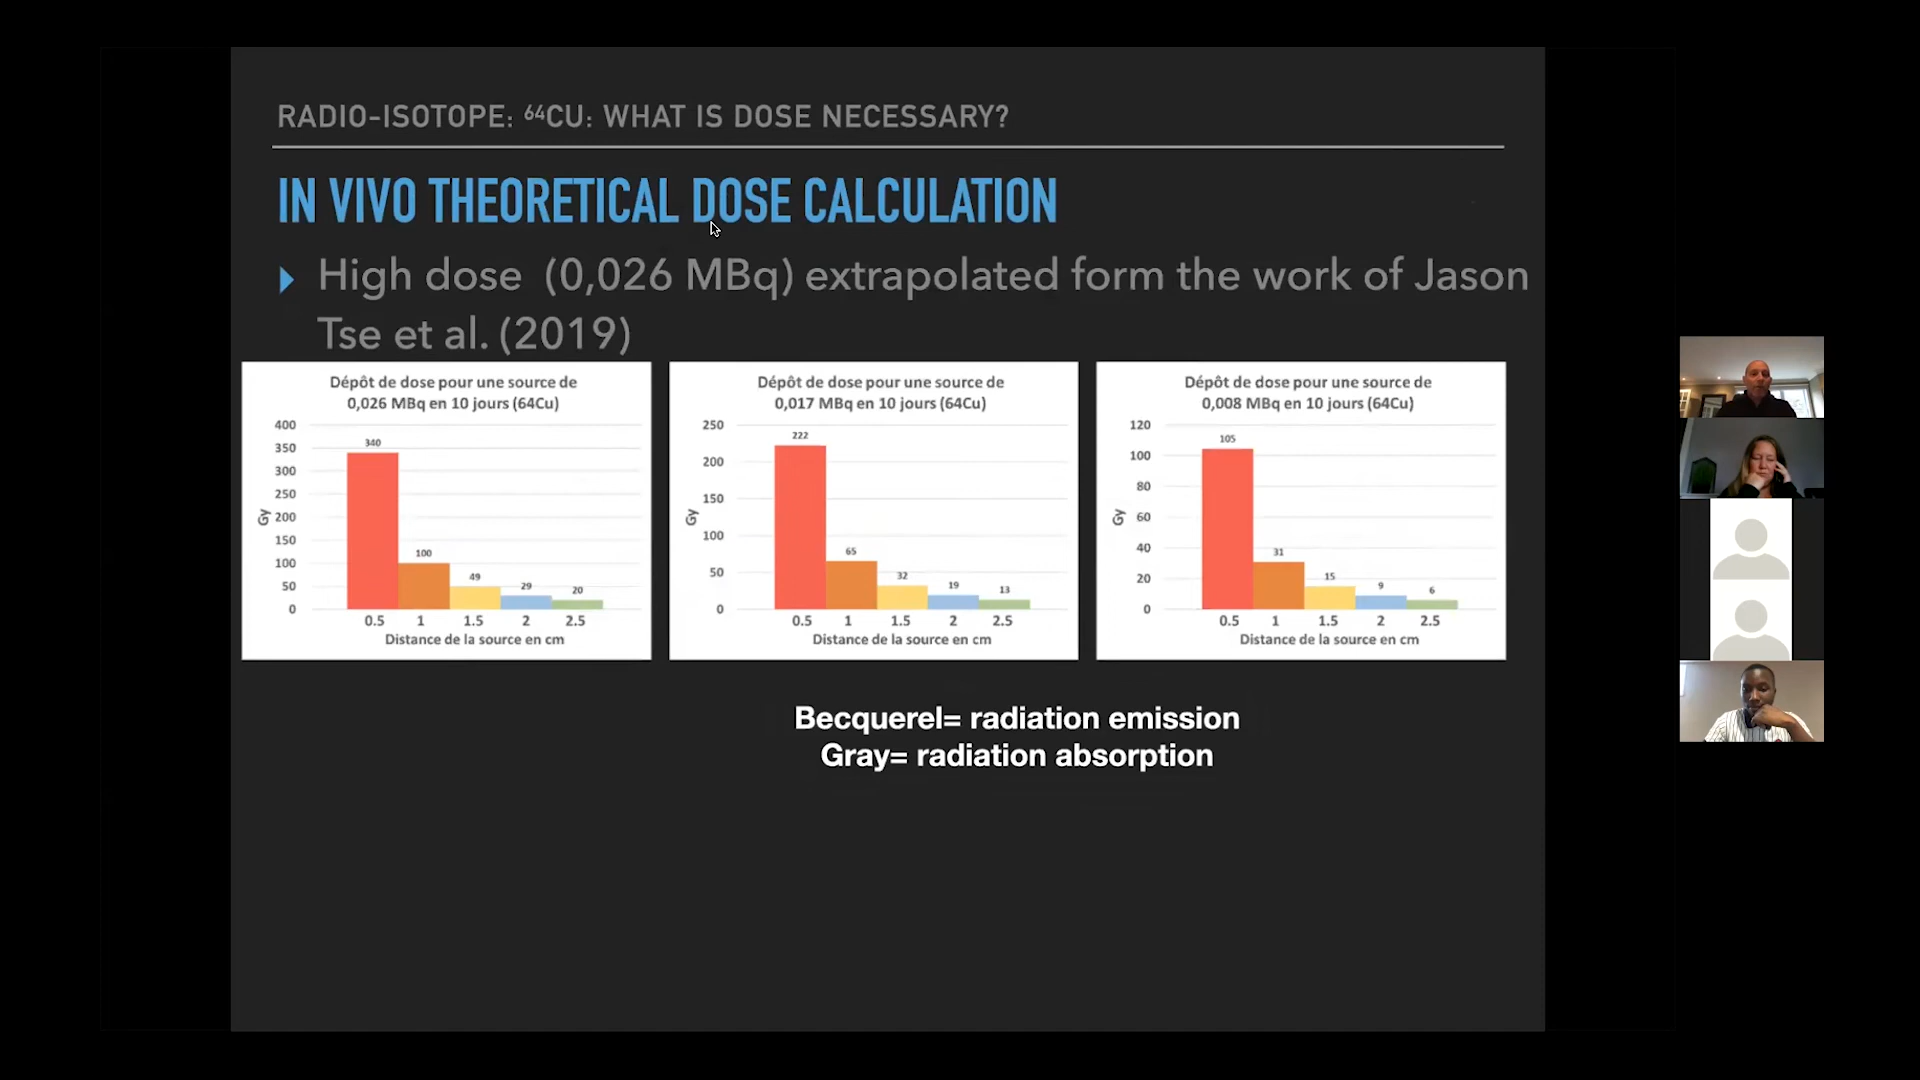 RADIO-ISOTOPE: ⁶⁴CU: WHAT IS DOSE NECESSARY?
IN VIVO THEORETICAL DOSE CALCULATION
High dose (0,026 MBq) extrapolated form the work of Jason
Tse et al. (2019)
Dépôt de dose pour une source de
0,026 MBq en 10 jours (64Cu)
400
350
300
250
200
150
100
50
0
Gy
340
100
49
29
20
0.5 1 1.5 2 2.5
Distance de la source en cm
Dépôt de dose pour une source de
0,017 MBq en 10 jours (64Cu)
250
200
150
100
50
0
Gy
222
65
32
19
13
0.5 1 1.5 2 2.5
Distance de la source en cm
Dépôt de dose pour une source de
0,008 MBq en 10 jours (64Cu)
120
100
80
60
40
20
0
Gy
105
31
15
9
6
0.5 1 1.5 2 2.5
Distance de la source en cm
Becquerel= radiation emission
Gray= radiation absorption